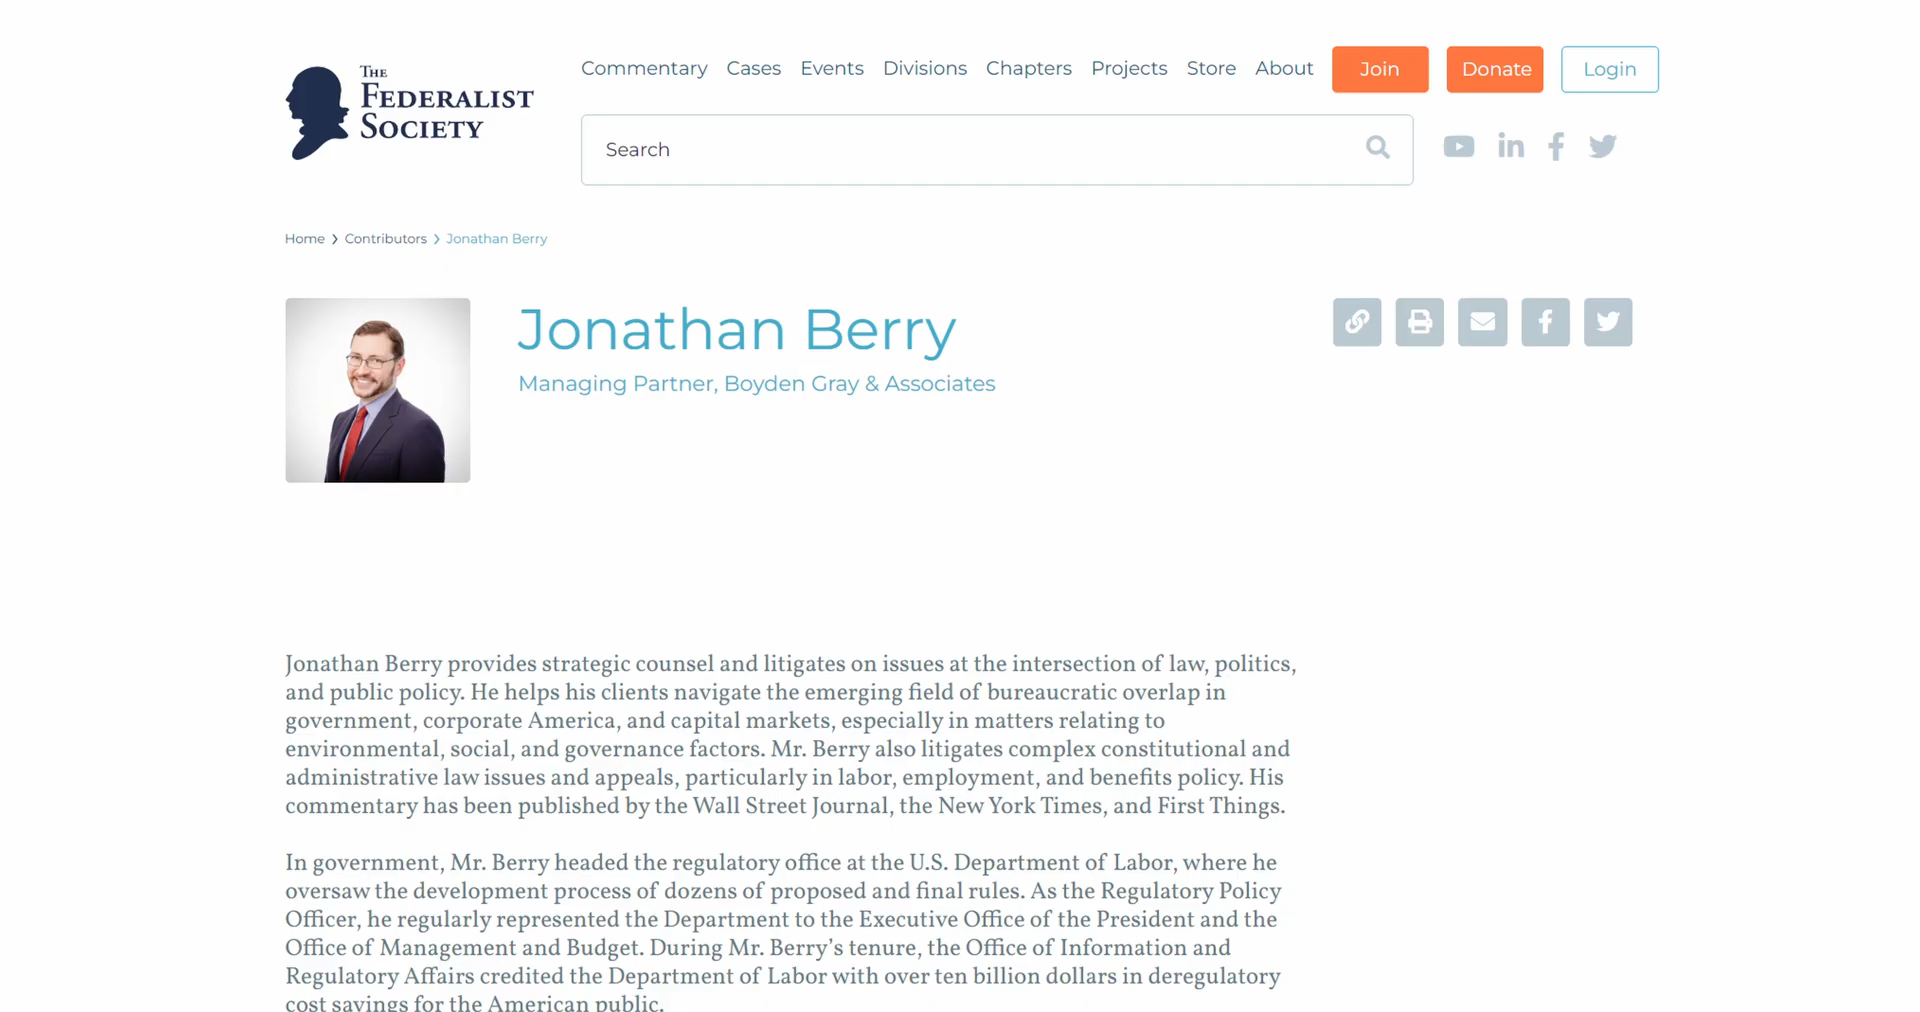 THE
FEDERALIST
SOCIETY
Commentary Cases Events Divisions Chapters Projects Store About Join Donate Login
Search
Home > Contributors > Jonathan Berry
Jonathan Berry
Managing Partner, Boyden Gray & Associates
Jonathan Berry provides strategic counsel and litigates on issues at the intersection of law, politics,
and public policy. He helps his clients navigate the emerging field of bureaucratic overlap in
government, corporate America, and capital markets, especially in matters relating to
environmental, social, and governance factors. Mr. Berry also litigates complex constitutional and
administrative law issues and appeals, particularly in labor, employment, and benefits policy. His
commentary has been published by the Wall Street Journal, the New York Times, and First Things.
In government, Mr. Berry headed the regulatory office at the U.S. Department of Labor, where he
oversaw the development process of dozens of proposed and final rules. As the Regulatory Policy
Officer, he regularly represented the Department to the Executive Office of the President and the
Office of Management and Budget. During Mr. Berry’s tenure, the Office of Information and
Regulatory Affairs credited the Department of Labor with over ten billion dollars in deregulatory
cost savings for the American public.